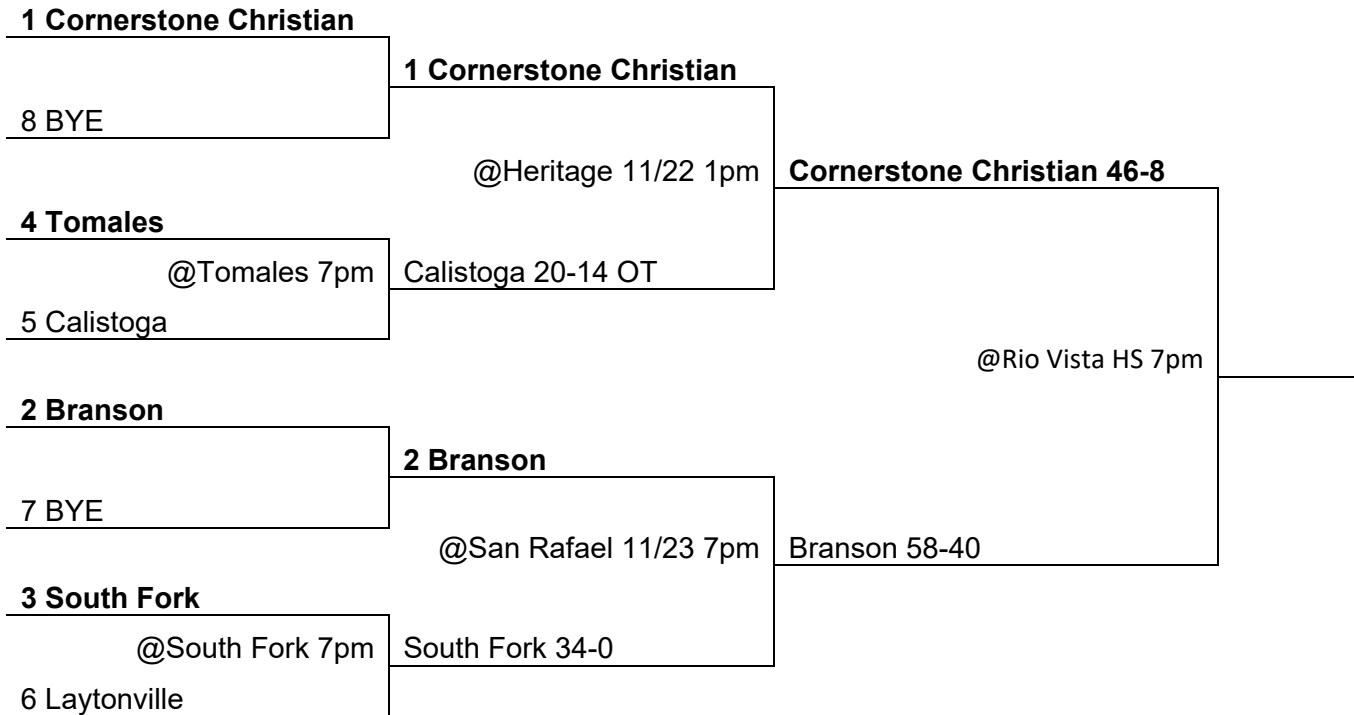 1 Cornerstone Christian
1 Cornerstone Christian
8 BYE
@Heritage 11/22 1pm
Cornerstone Christian 46-8
4 Tomales
@Tomales 7pm
Calistoga 20-14 OT
5 Calistoga
@Rio Vista HS 7pm
2 Branson
2 Branson
7 BYE
@San Rafael 11/23 7pm
Branson 58-40
3 South Fork
@South Fork 7pm
South Fork 34-0
6 Laytonville